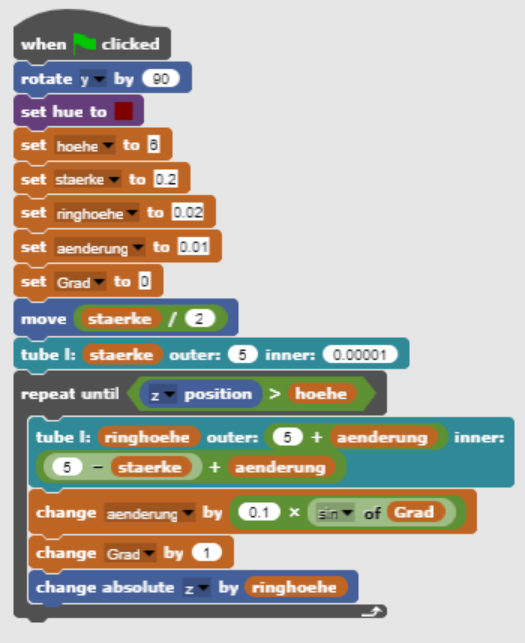 when clicked
rotate y by 90
set hue to
set hoehe to 6
set staerke to 0.2
set ringhoehe to 0.02
set aenderung to 0.01
set Grad to 0
move staerke / 2
tube l: staerke outer: 5 inner: 0.00001
repeat until z position > hoehe
tube l: ringhoehe outer: 5 + aenderung inner:
5 - staerke + aenderung
change aenderung by 0.1 × sin of Grad
change Grad by 1
change absolute z by ringhoehe